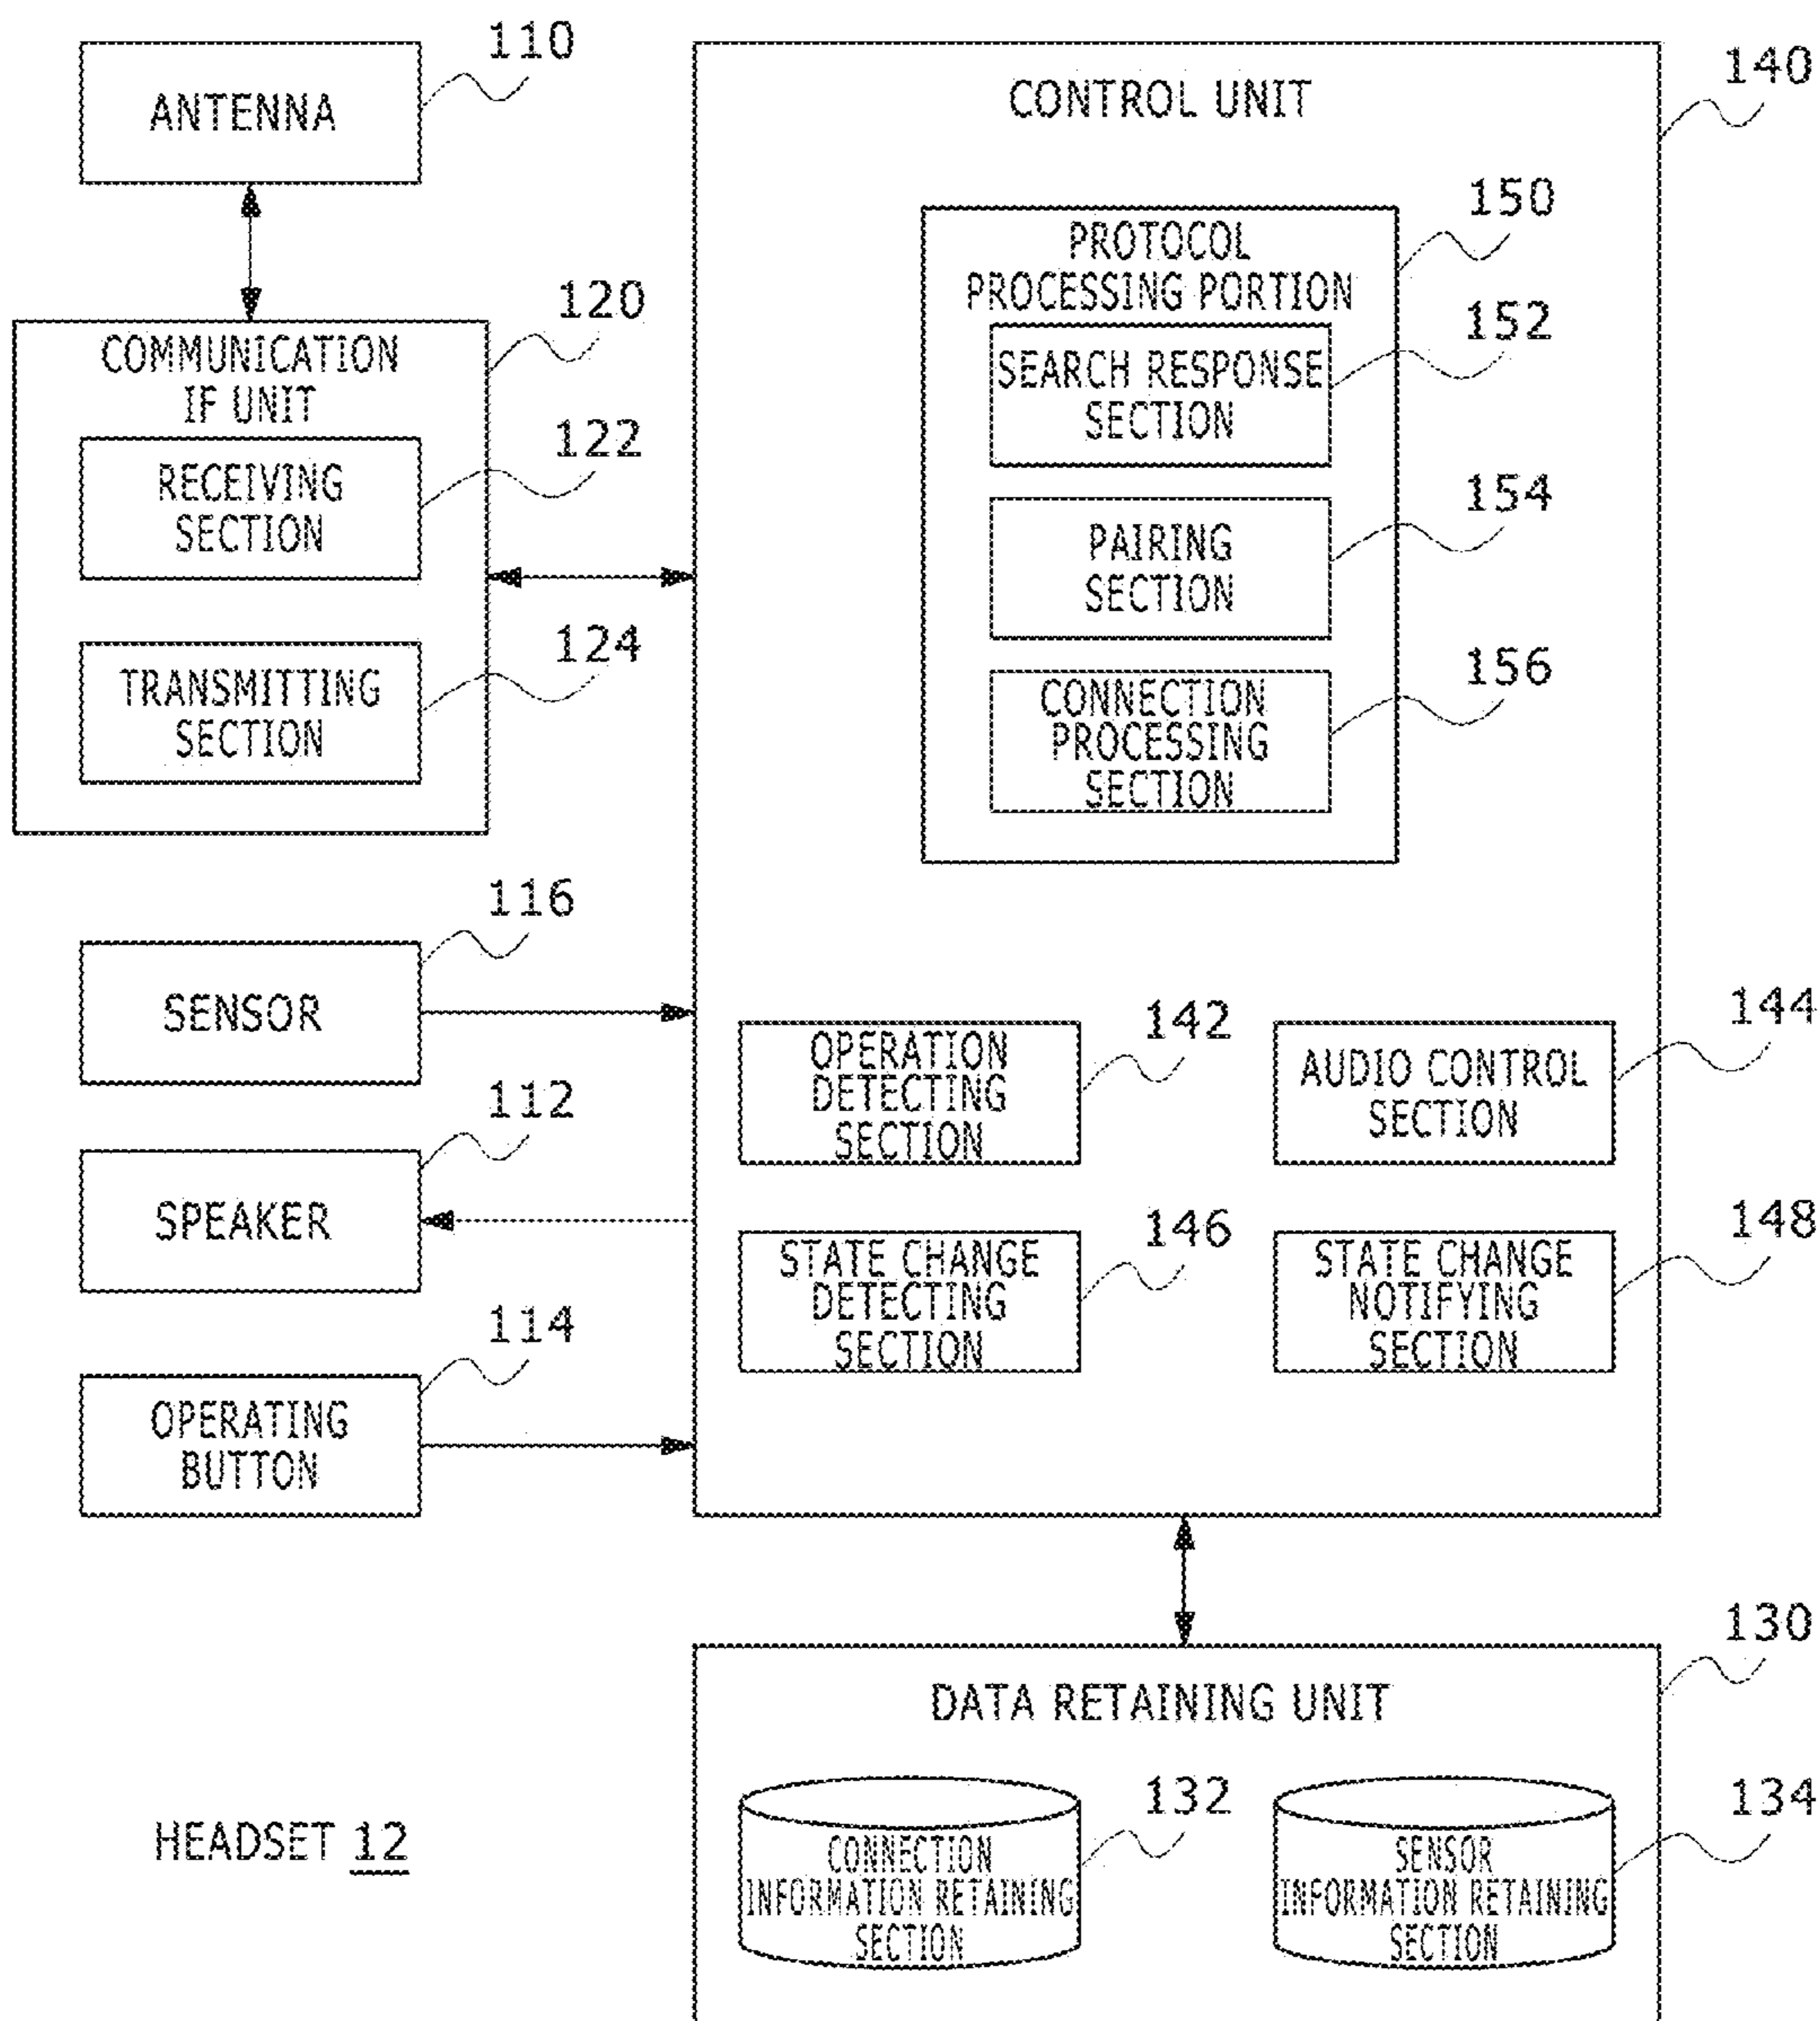 110
ANTENNA
120
COMMUNICATION
IF UNIT
122
RECEIVING
SECTION
124
TRANSMITTING
SECTION
116
SENSOR
112
SPEAKER
114
OPERATING
BUTTON
140
CONTROL UNIT
150
PROTOCOL
PROCESSING PORTION
152
SEARCH RESPONSE
SECTION
154
PAIRING
SECTION
156
CONNECTION
PROCESSING
SECTION
142
OPERATION
DETECTING
SECTION
144
AUDIO CONTROL
SECTION
146
STATE CHANGE
DETECTING
SECTION
148
STATE CHANGE
NOTIFYING
SECTION
130
DATA RETAINING UNIT
132
CONNECTION
INFORMATION RETAINING
SECTION
134
SENSOR
INFORMATION RETAINING
SECTION
HEADSET 12